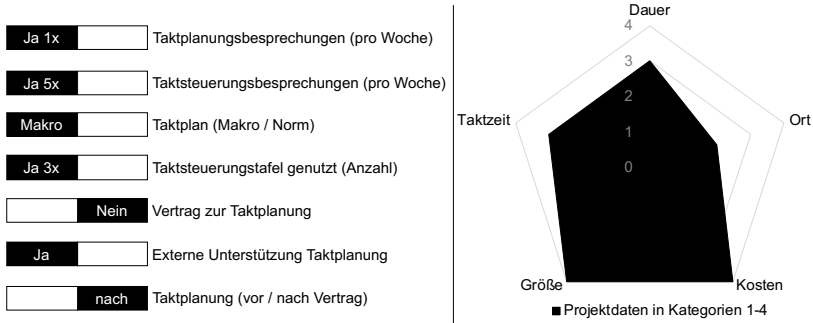 Ja 1x Taktplanungsbesprechungen (pro Woche)
Ja 5x Taktsteuerungsbesprechungen (pro Woche)
Makro Taktplan (Makro / Norm)
Ja 3x Taktsteuerungstafel genutzt (Anzahl)
Nein Vertrag zur Taktplanung
Ja Externe Unterstützung Taktplanung
nach Taktplanung (vor / nach Vertrag)
Dauer
4
3
2
1
0
Taktzeit
Ort
Größe
Kosten
Projektdaten in Kategorien 1-4